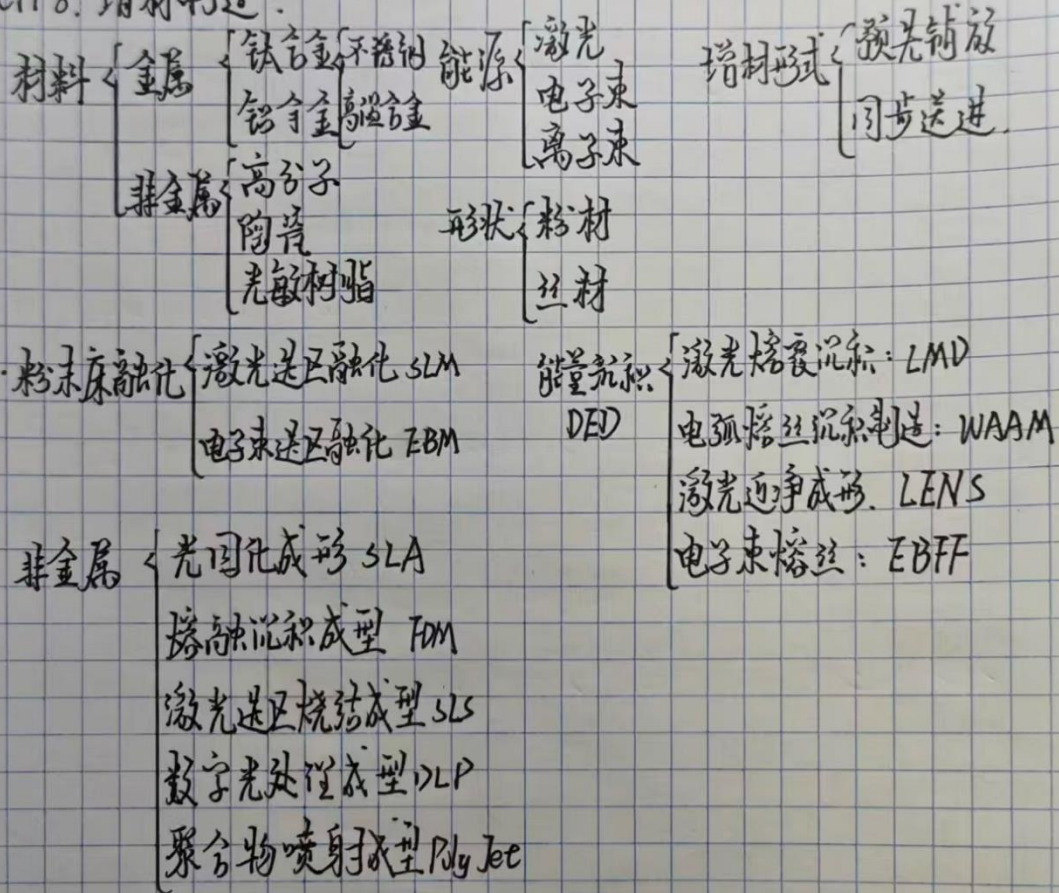 增材制造.
材料 金属 钛合金 不锈钢
铝合金 高温合金
非金属 高分子
陶瓷
光敏树脂
能源 激光
电子束
离子束
形状 粉材
丝材
增材形式 预先铺放
同步送进.
·粉末床融化 激光选区融化 SLM
电子束选区融化 EBM
能量沉积 DED
激光熔覆沉积: LMD
电弧熔丝沉积制造: WAAM
激光近净成形. LENS
电子束熔丝: EBFF
非金属 光固化成形 SLA
熔融沉积成型 FDM
激光选区烧结成型 SLS
数字光处理成型 DLP
聚合物喷射成型 Poly Jet